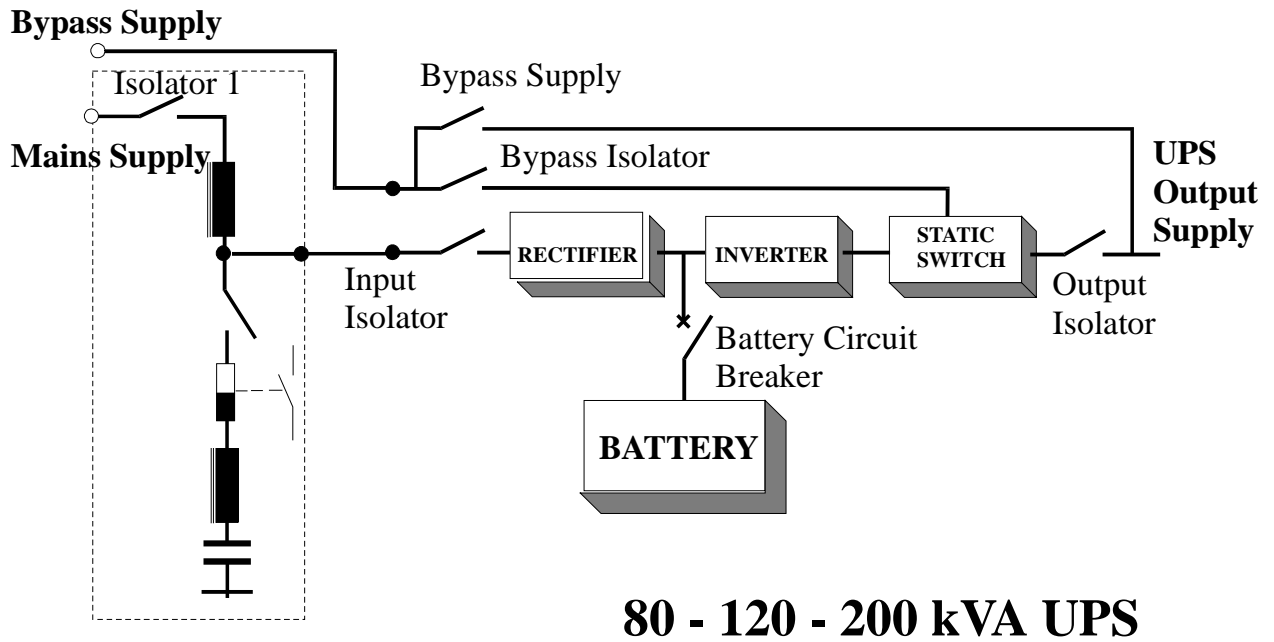 Bypass Supply
Isolator 1
Mains Supply
Bypass Supply
Bypass Isolator
UPS
Output
Supply
RECTIFIER
INVERTER
STATIC
SWITCH
Input
Isolator
Output
Isolator
Battery Circuit
Breaker
BATTERY
80 - 120 - 200 kVA UPS